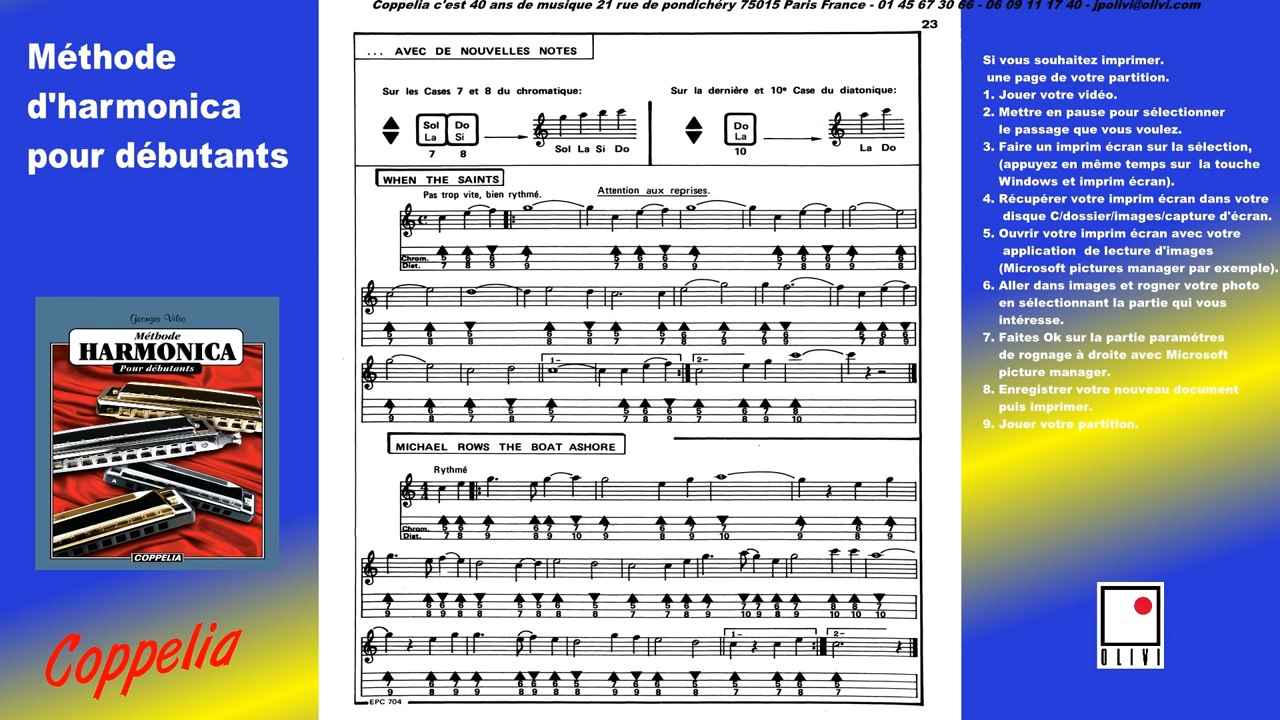 Coppelia c'est 40 ans de musique 21 rue de pondichéry 75015 Paris France - 01 45 67 30 66 - 06 09 11 17 40 - jpolivi@olivi.com
Méthode
d'harmonica
pour débutants
Georges Viléo
Méthode
HARMONICA
Pour débutants
COPPELIA
Coppelia
23
... AVEC DE NOUVELLES NOTES
Sur les Cases 7 et 8 du chromatique:
Sol Do
La Si
7 8
Sol La Si Do
Sur la dernière et 10e Case du diatonique:
Do
La
10
La Do
WHEN THE SAINTS
Pas trop vite, bien rythmé.
Attention aux reprises.
Chrom.
Diat.
1-
2-
MICHAEL ROWS THE BOAT ASHORE
Rythmé
Chrom.
Diat.
1-
2-
EPC 704
Si vous souhaitez imprimer.
une page de votre partition.
1. Jouer votre vidéo.
2. Mettre en pause pour sélectionner
le passage que vous voulez.
3. Faire un imprim écran sur la sélection,
(appuyez en même temps sur la touche
Windows et imprim écran).
4. Récupérer votre imprim écran dans votre
disque C/dossier/images/capture d'écran.
5. Ouvrir votre imprim écran avec votre
application de lecture d'images
(Microsoft pictures manager par exemple).
6. Aller dans images et rogner votre photo
en sélectionnant la partie qui vous
intéresse.
7. Faites Ok sur la partie paramétres
de rognage à droite avec Microsoft
picture manager.
8. Enregistrer votre nouveau document
puis imprimer.
9. Jouer votre partition.
OLIVI